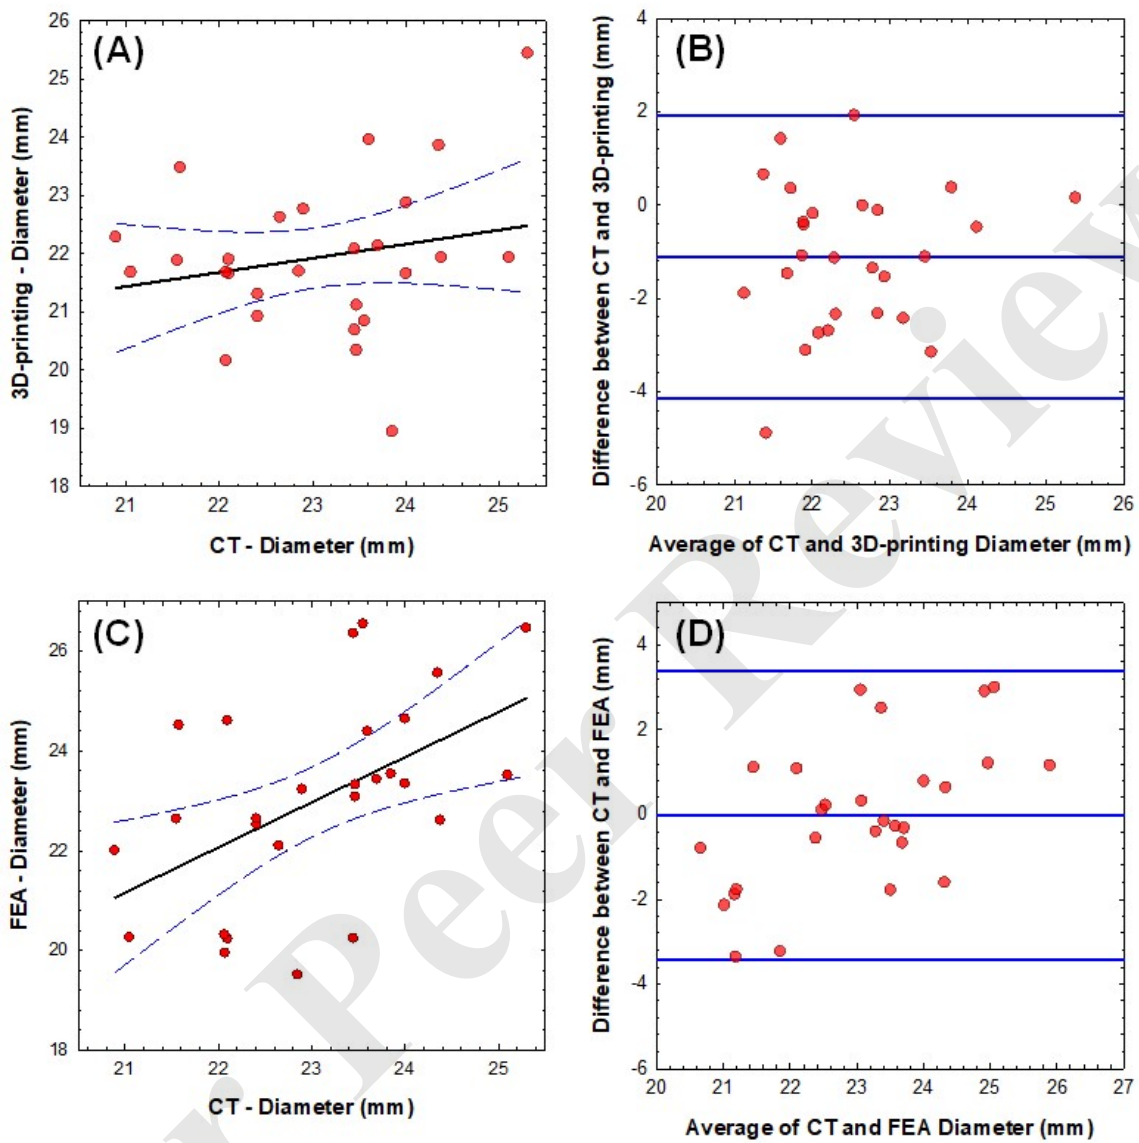 (A)
26
25
24
23
22
21
20
19
18
3D-printing - Diameter (mm)
21 22 23 24 25
CT - Diameter (mm)
(B)
4
2
0
-2
-4
-6
Difference between CT and 3D-printing (mm)
20 21 22 23 24 25 26
Average of CT and 3D-printing Diameter (mm)
(C)
26
24
22
20
18
FEA - Diameter (mm)
21 22 23 24 25
CT - Diameter (mm)
(D)
4
2
0
-2
-4
-6
Difference between CT and FEA (mm)
20 21 22 23 24 25 26 27
Average of CT and FEA Diameter (mm)
r Peer Review